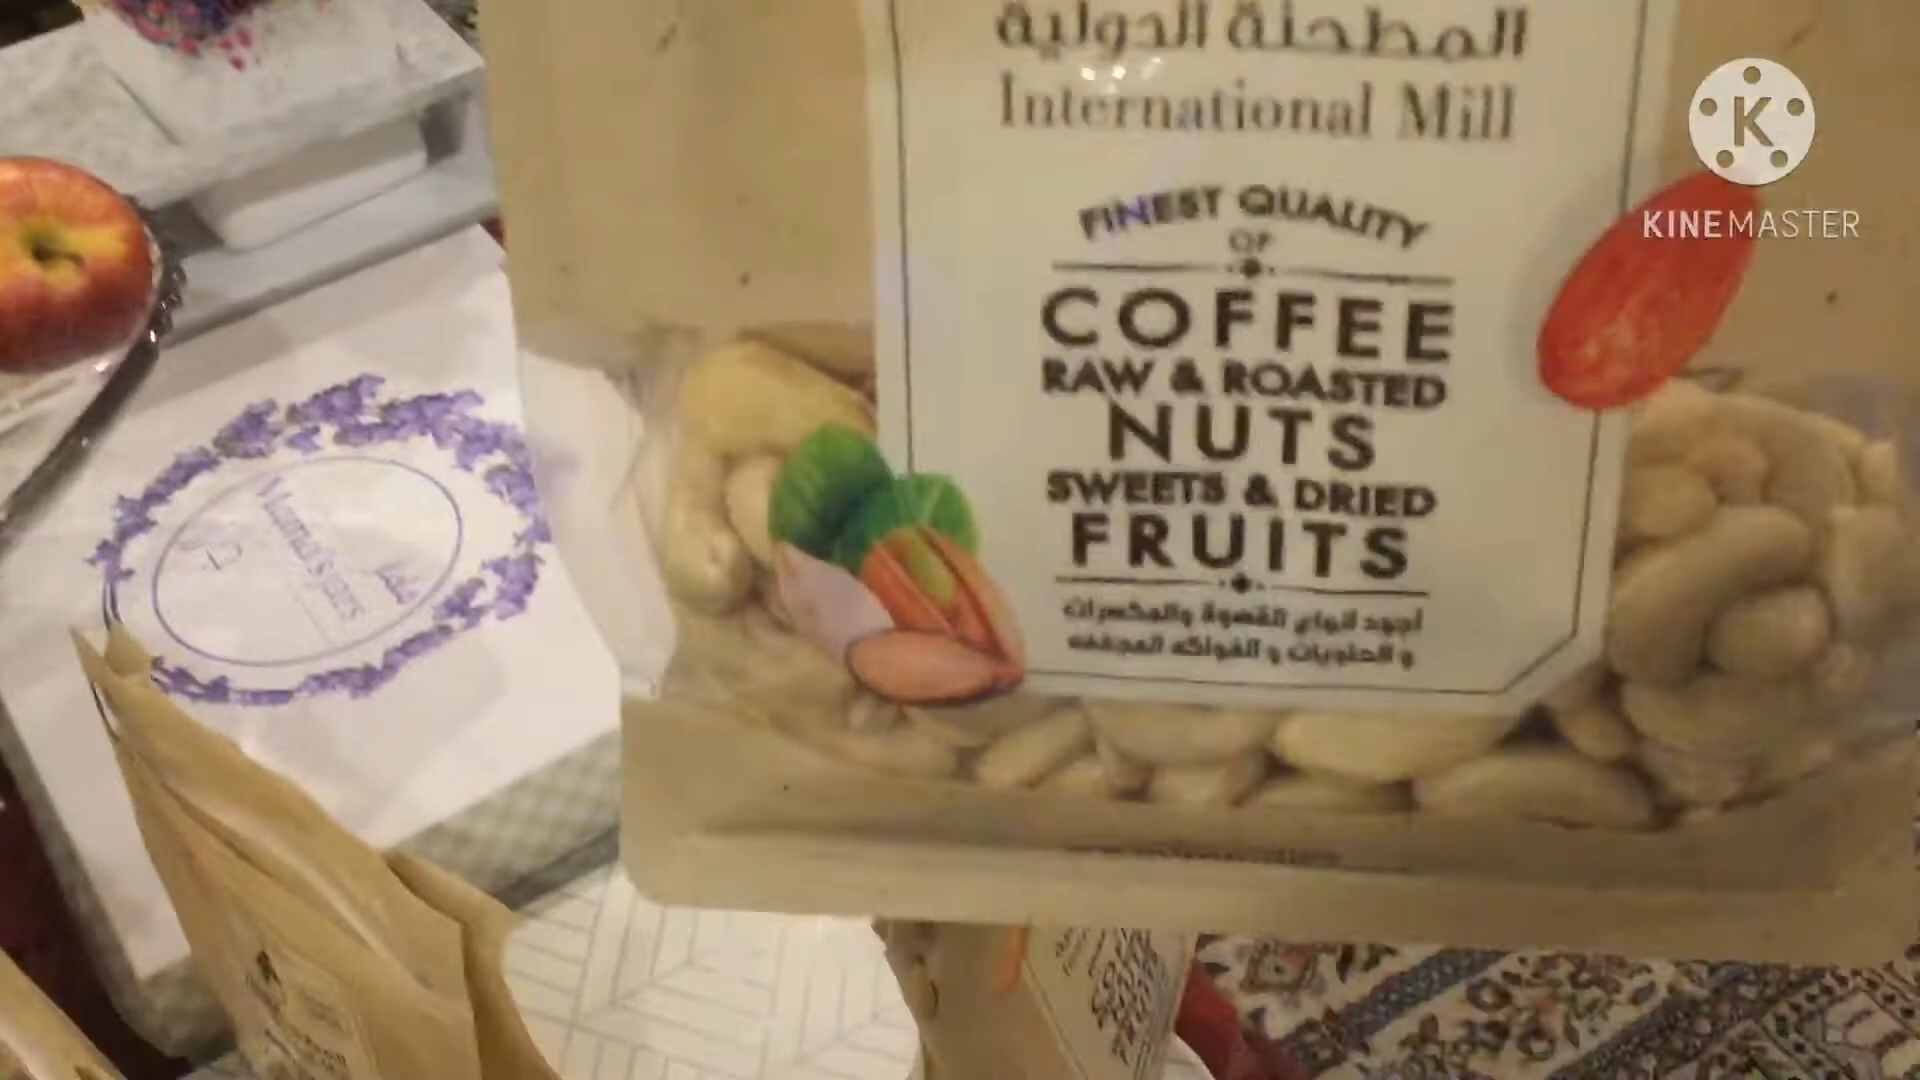 المطحنة الدولية
International Mill
FINEST QUALITY
OF
COFFEE
RAW & ROASTED
NUTS
SWEETS & DRIED
FRUITS
أجود أنواع القهوة والمكسرات
و الحلويات و الفواكه المجففه
K
KINEMASTER